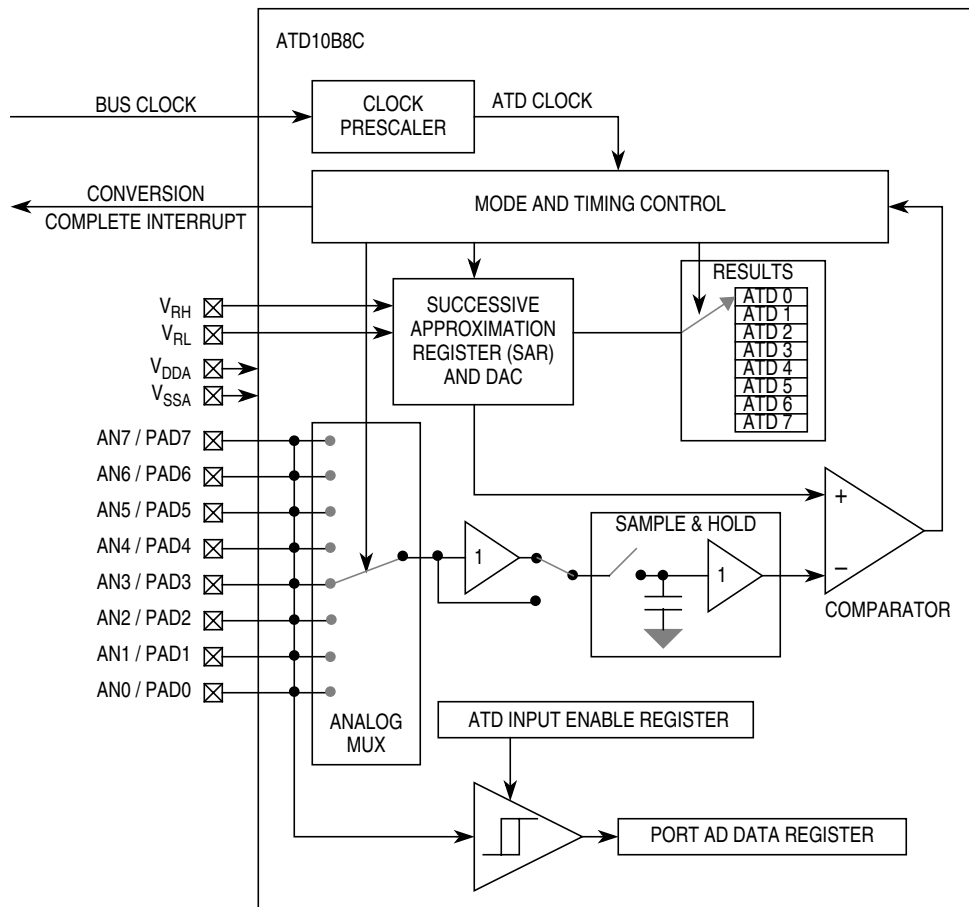 ATD10B8C
BUS CLOCK
CLOCK
PRESCALER
ATD CLOCK
CONVERSION
COMPLETE INTERRUPT
MODE AND TIMING CONTROL
RESULTS
ATD 0
ATD 1
ATD 2
ATD 3
ATD 4
ATD 5
ATD 6
ATD 7
SUCCESSIVE
APPROXIMATION
REGISTER (SAR)
AND DAC
VRH
VRL
VDDA
VSSA
AN7 / PAD7
AN6 / PAD6
AN5 / PAD5
AN4 / PAD4
AN3 / PAD3
AN2 / PAD2
AN1 / PAD1
AN0 / PAD0
ANALOG
MUX
1
SAMPLE & HOLD
1
+
−
COMPARATOR
ATD INPUT ENABLE REGISTER
PORT AD DATA REGISTER